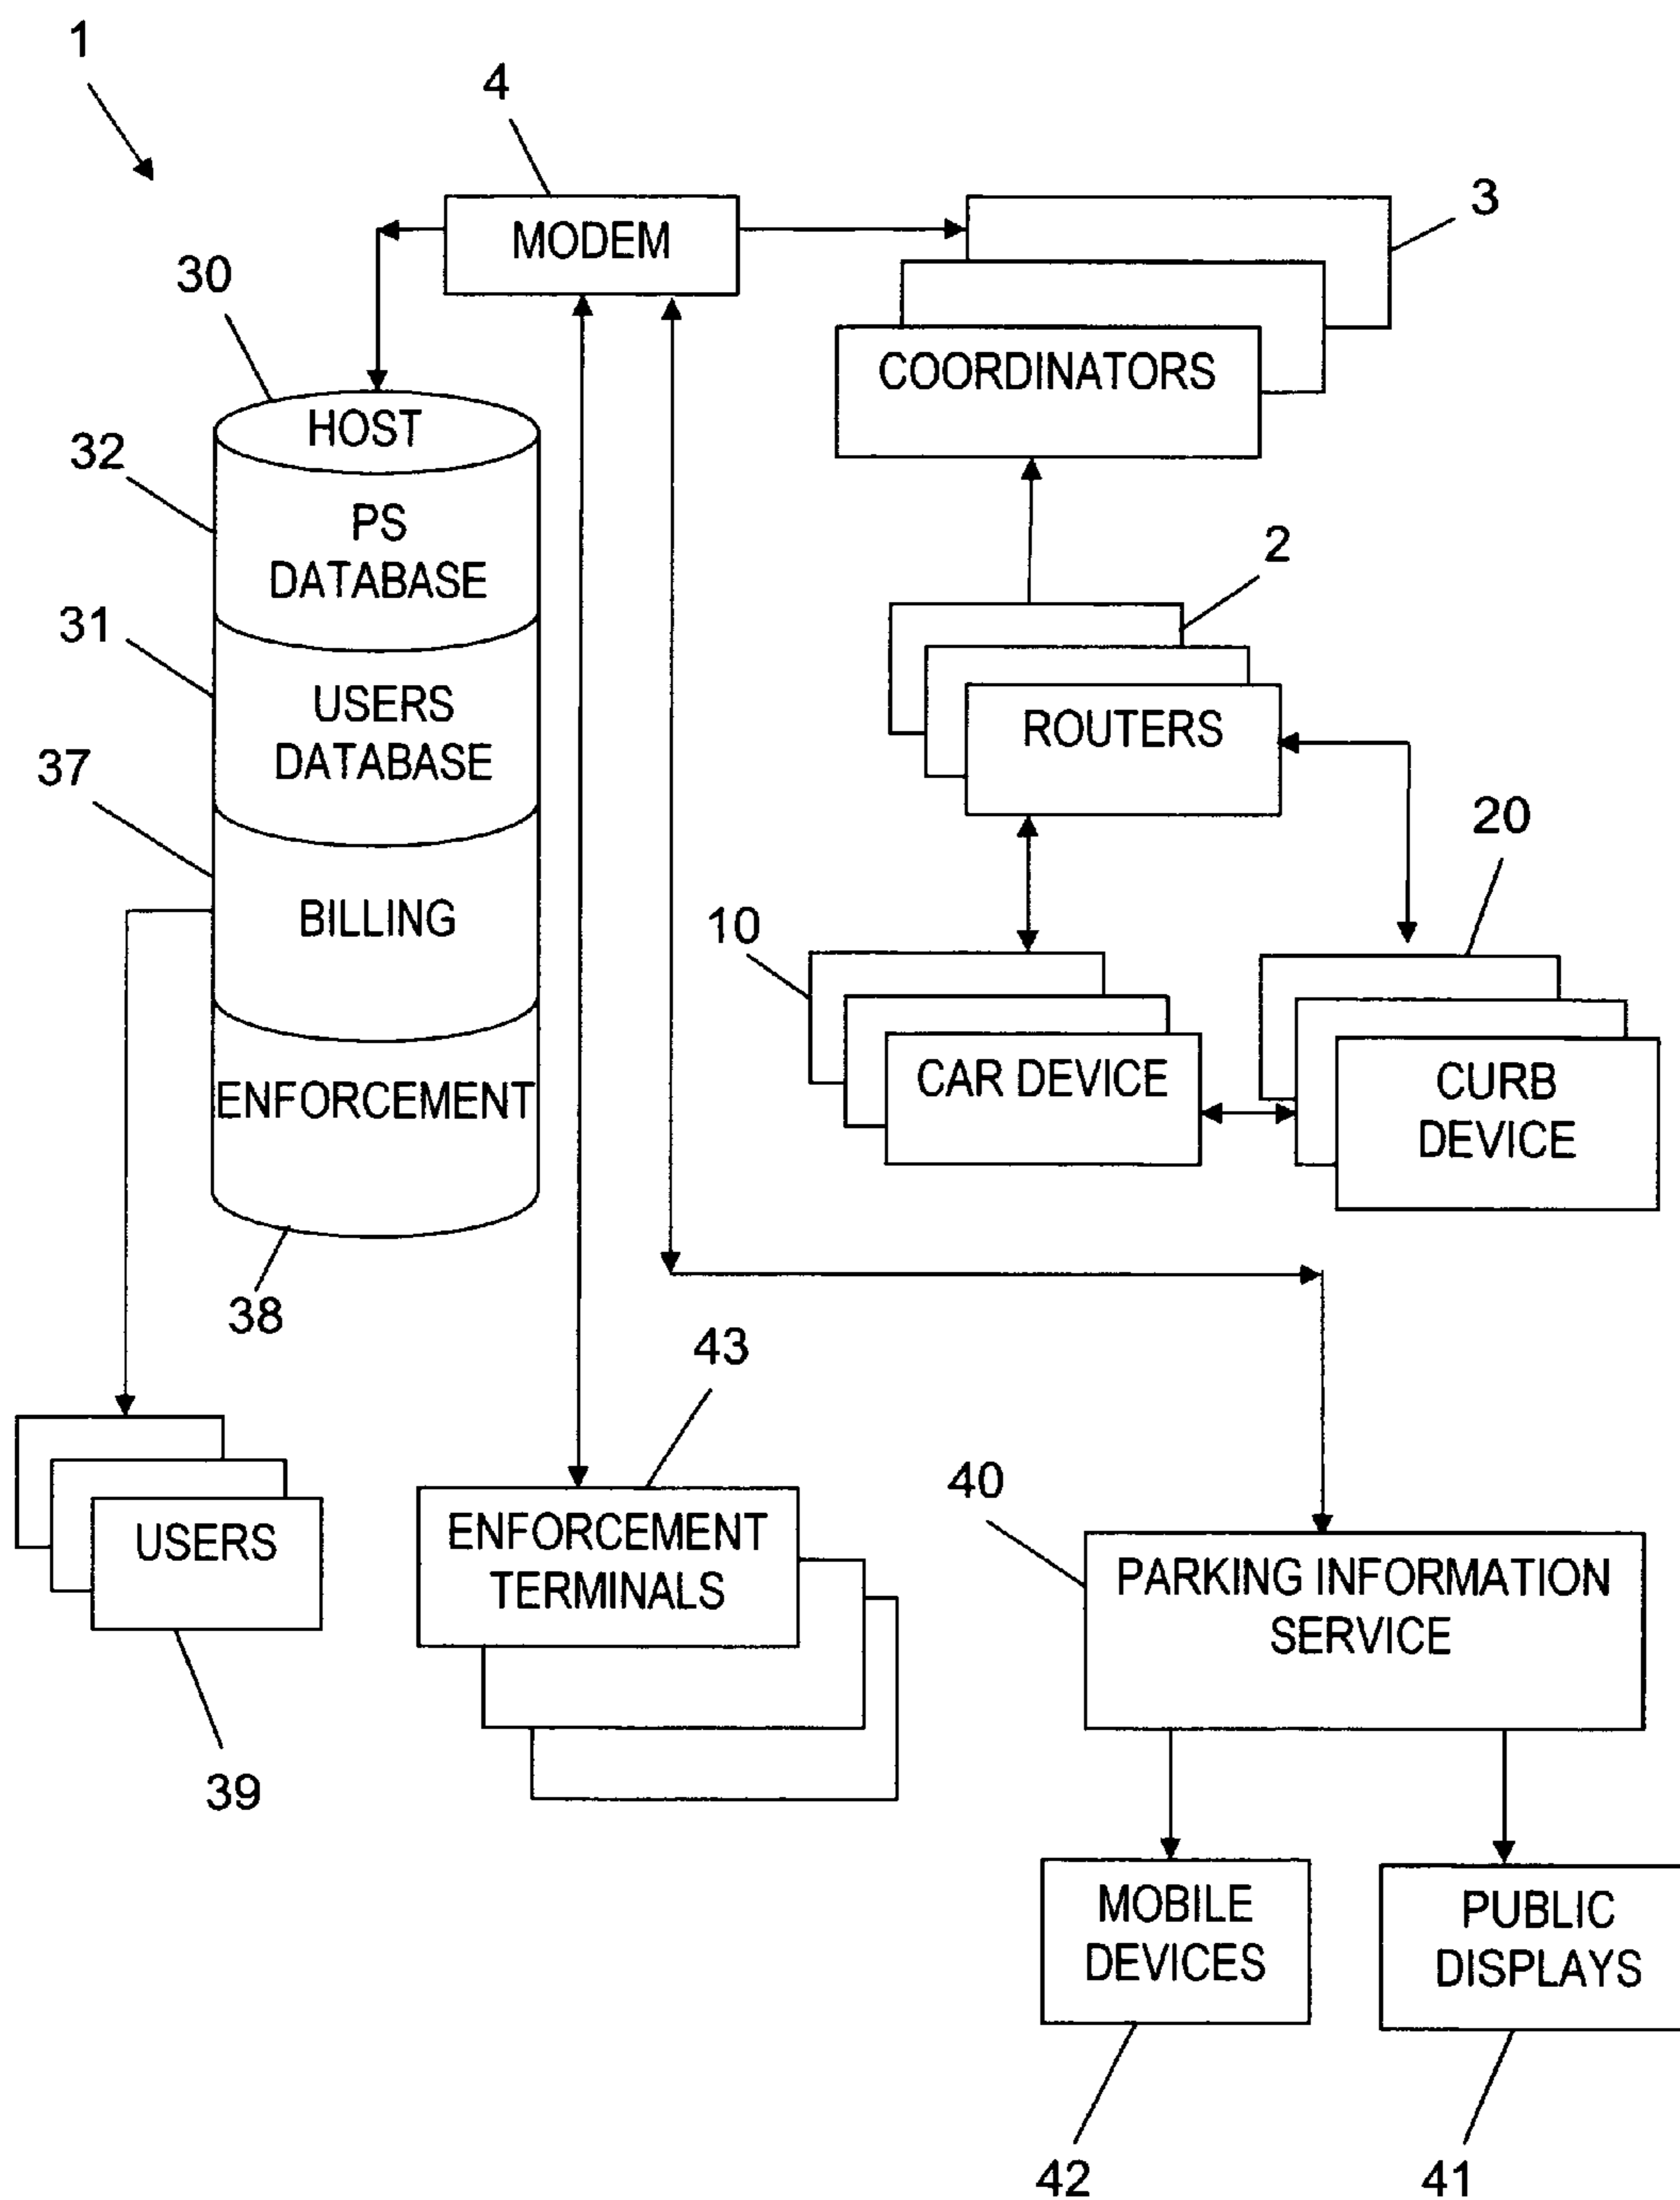 1
4
MODEM
3
30
COORDINATORS
HOST
32
PS
DATABASE
2
31
USERS
DATABASE
ROUTERS
37
20
BILLING
10
CAR DEVICE
CURB
DEVICE
ENFORCEMENT
38
43
40
ENFORCEMENT
TERMINALS
USERS
PARKING INFORMATION
SERVICE
39
MOBILE
DEVICES
PUBLIC
DISPLAYS
42
41